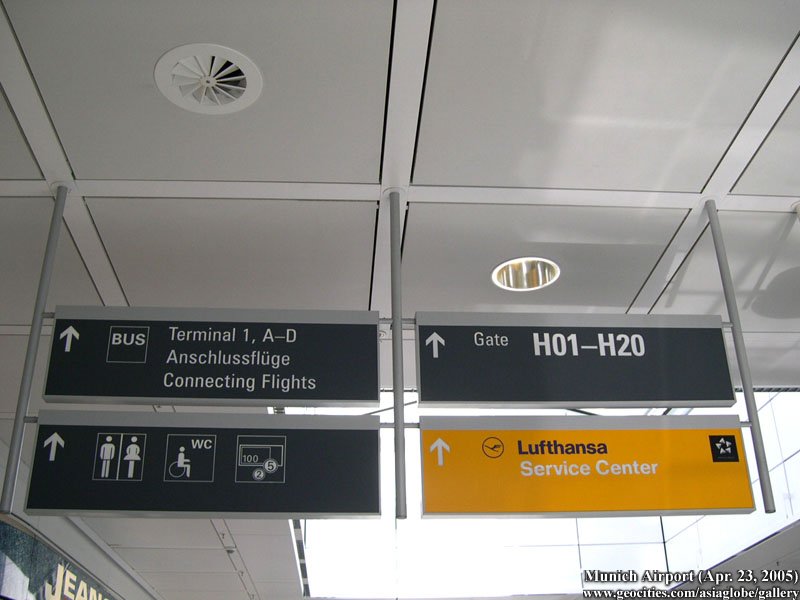 BUS
Terminal 1, A–D
Anschlussflüge
Connecting Flights
Gate H01–H20
WC
100
5
2
Lufthansa
Service Center
JEAN
Munich Airport (Apr. 23, 2005)
www.geocities.com/asiaglobe/gallery